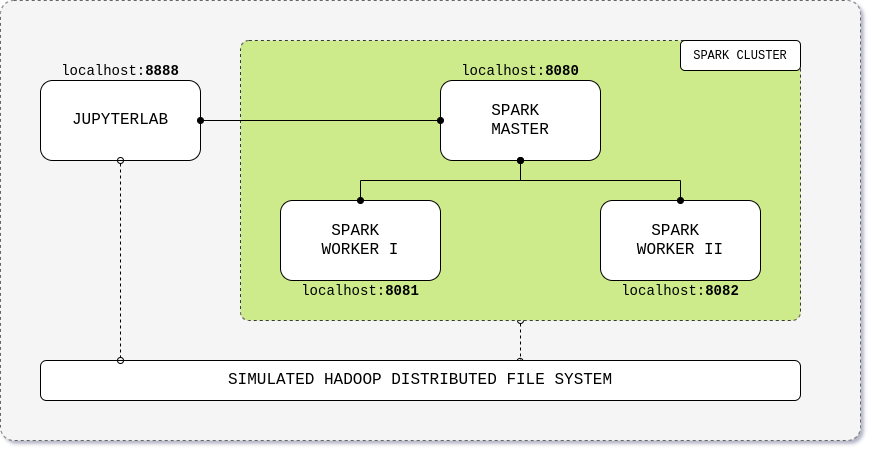 SPARK CLUSTER
localhost:8888
localhost:8080
JUPYTERLAB
SPARK
MASTER
SPARK
WORKER I
SPARK
WORKER II
localhost:8081
localhost:8082
SIMULATED HADOOP DISTRIBUTED FILE SYSTEM